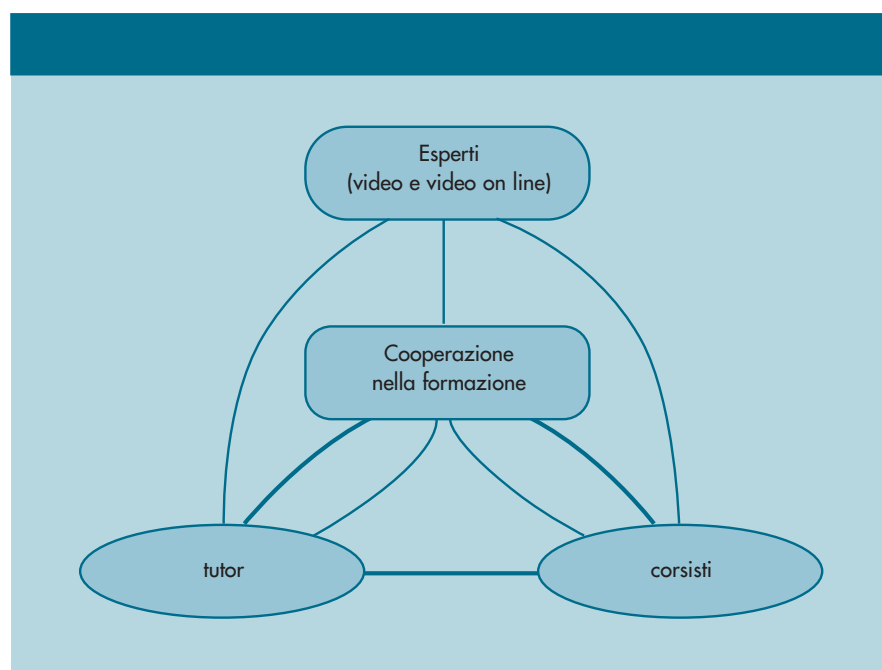 Esperti
(video e video on line)
Cooperazione
nella formazione
tutor
corsisti